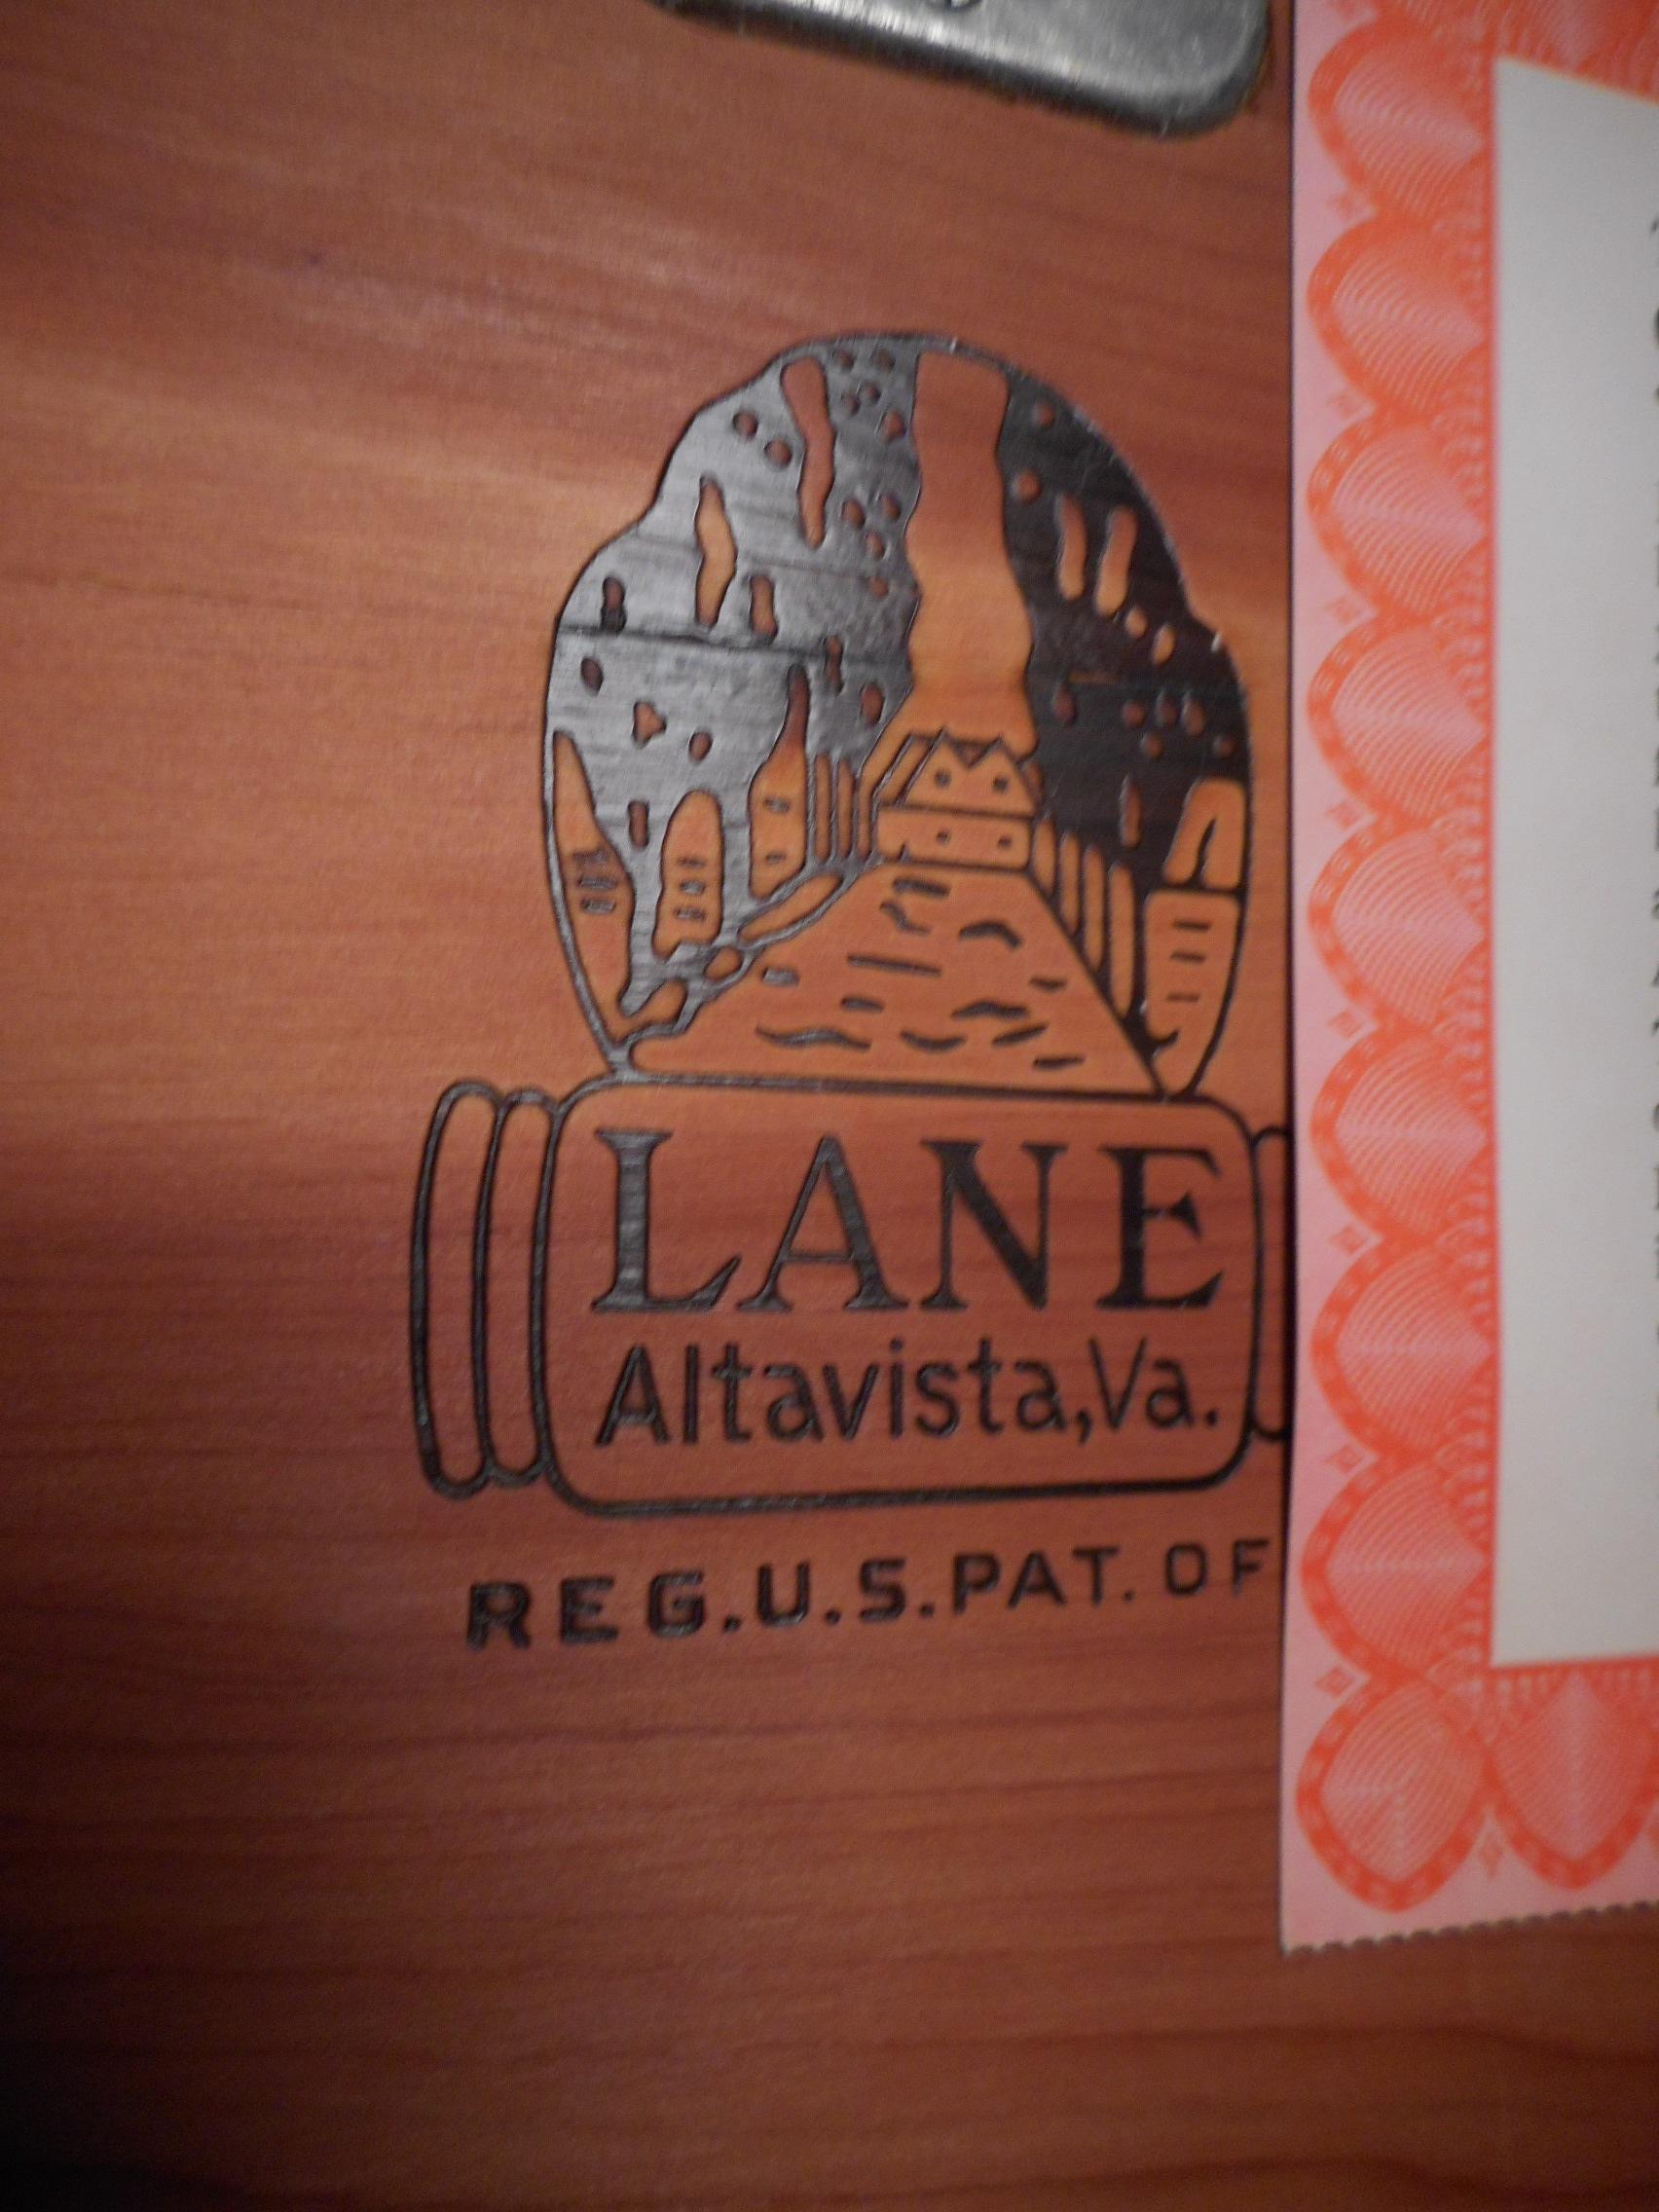 LANE
Altavista,Va.
REG.U.S.PAT. OF